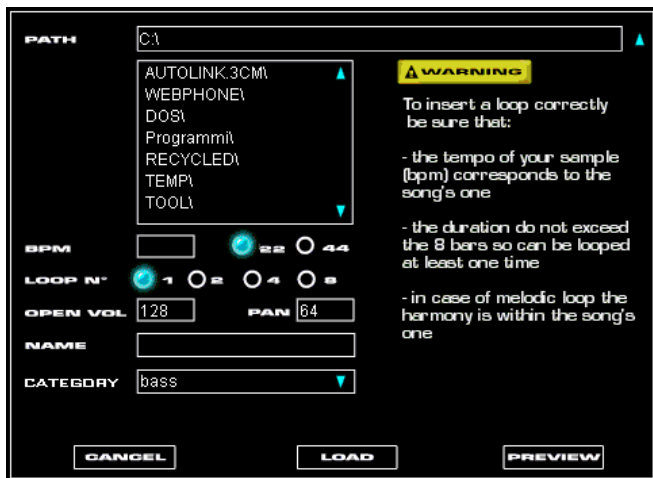 PATH C:\
AUTOLINK.3CM\
WEBPHONE\
DOS\
Programmi\
RECYCLED\
TEMP\
TOOL\
BPM 22 44
LOOP N° 1 2 4 8
OPEN VOL 128 PAN 64
NAME
CATEGORY bass
WARNING
To insert a loop correctly
be sure that:
- the tempo of your sample
(bpm) corresponds to the
song's one
- the duration do not exceed
the 8 bars so can be looped
at least one time
- in case of melodic loop the
harmony is within the song's
one
CANCEL LOAD PREVIEW